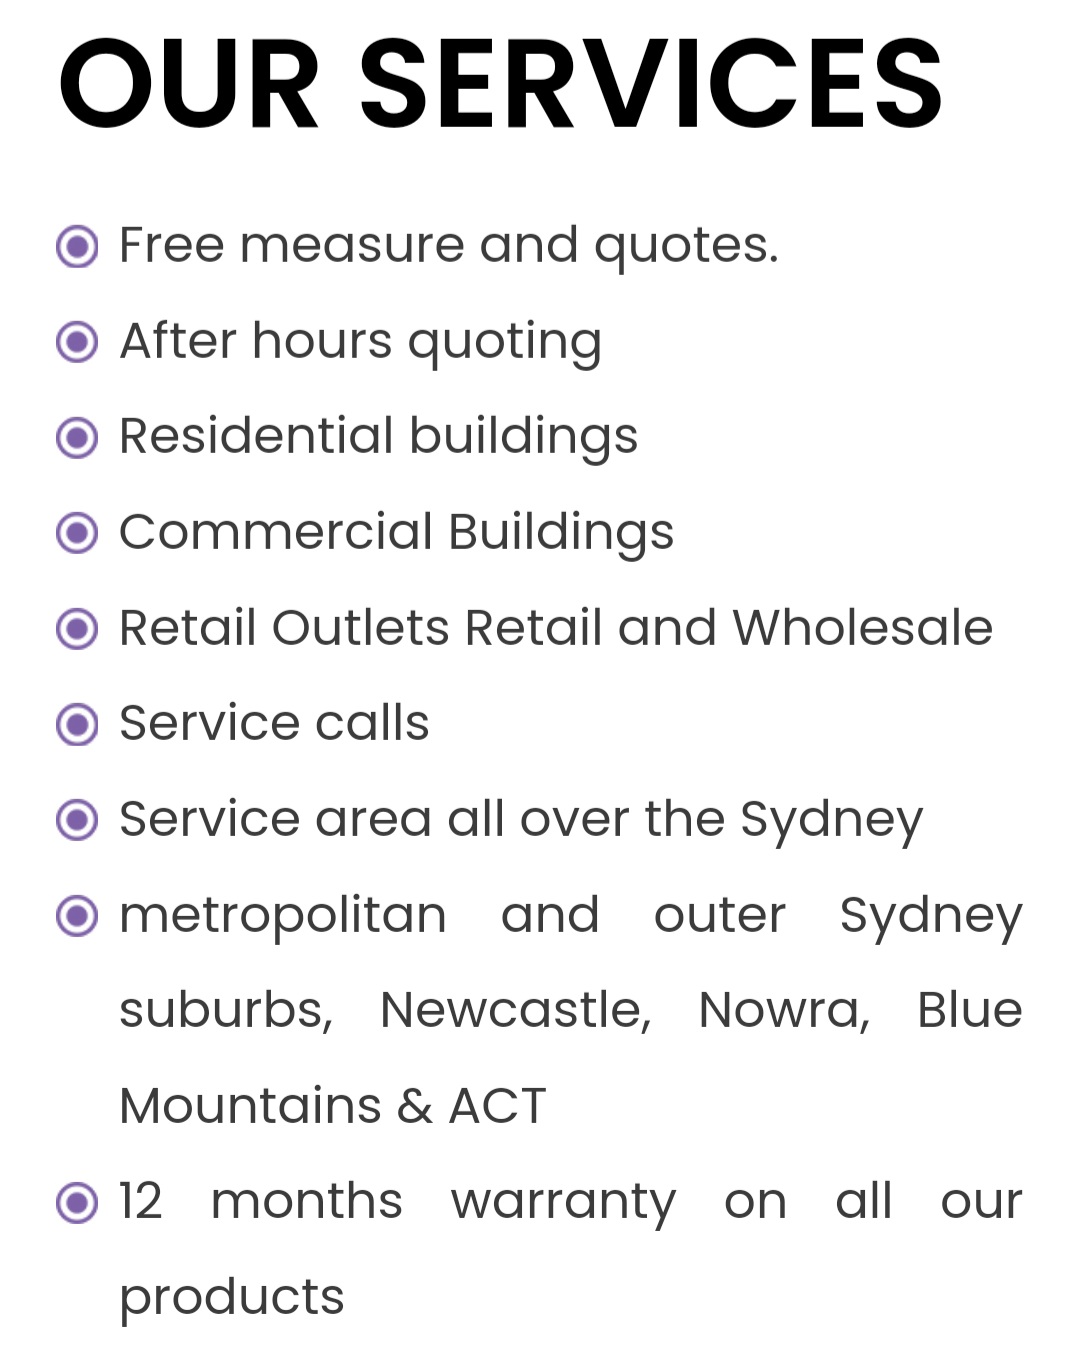 OUR SERVICES
Free measure and quotes.
After hours quoting
Residential buildings
Commercial Buildings
Retail Outlets Retail and Wholesale
Service calls
Service area all over the Sydney
metropolitan and outer Sydney
suburbs, Newcastle, Nowra, Blue
Mountains & ACT
12 months warranty on all our
products